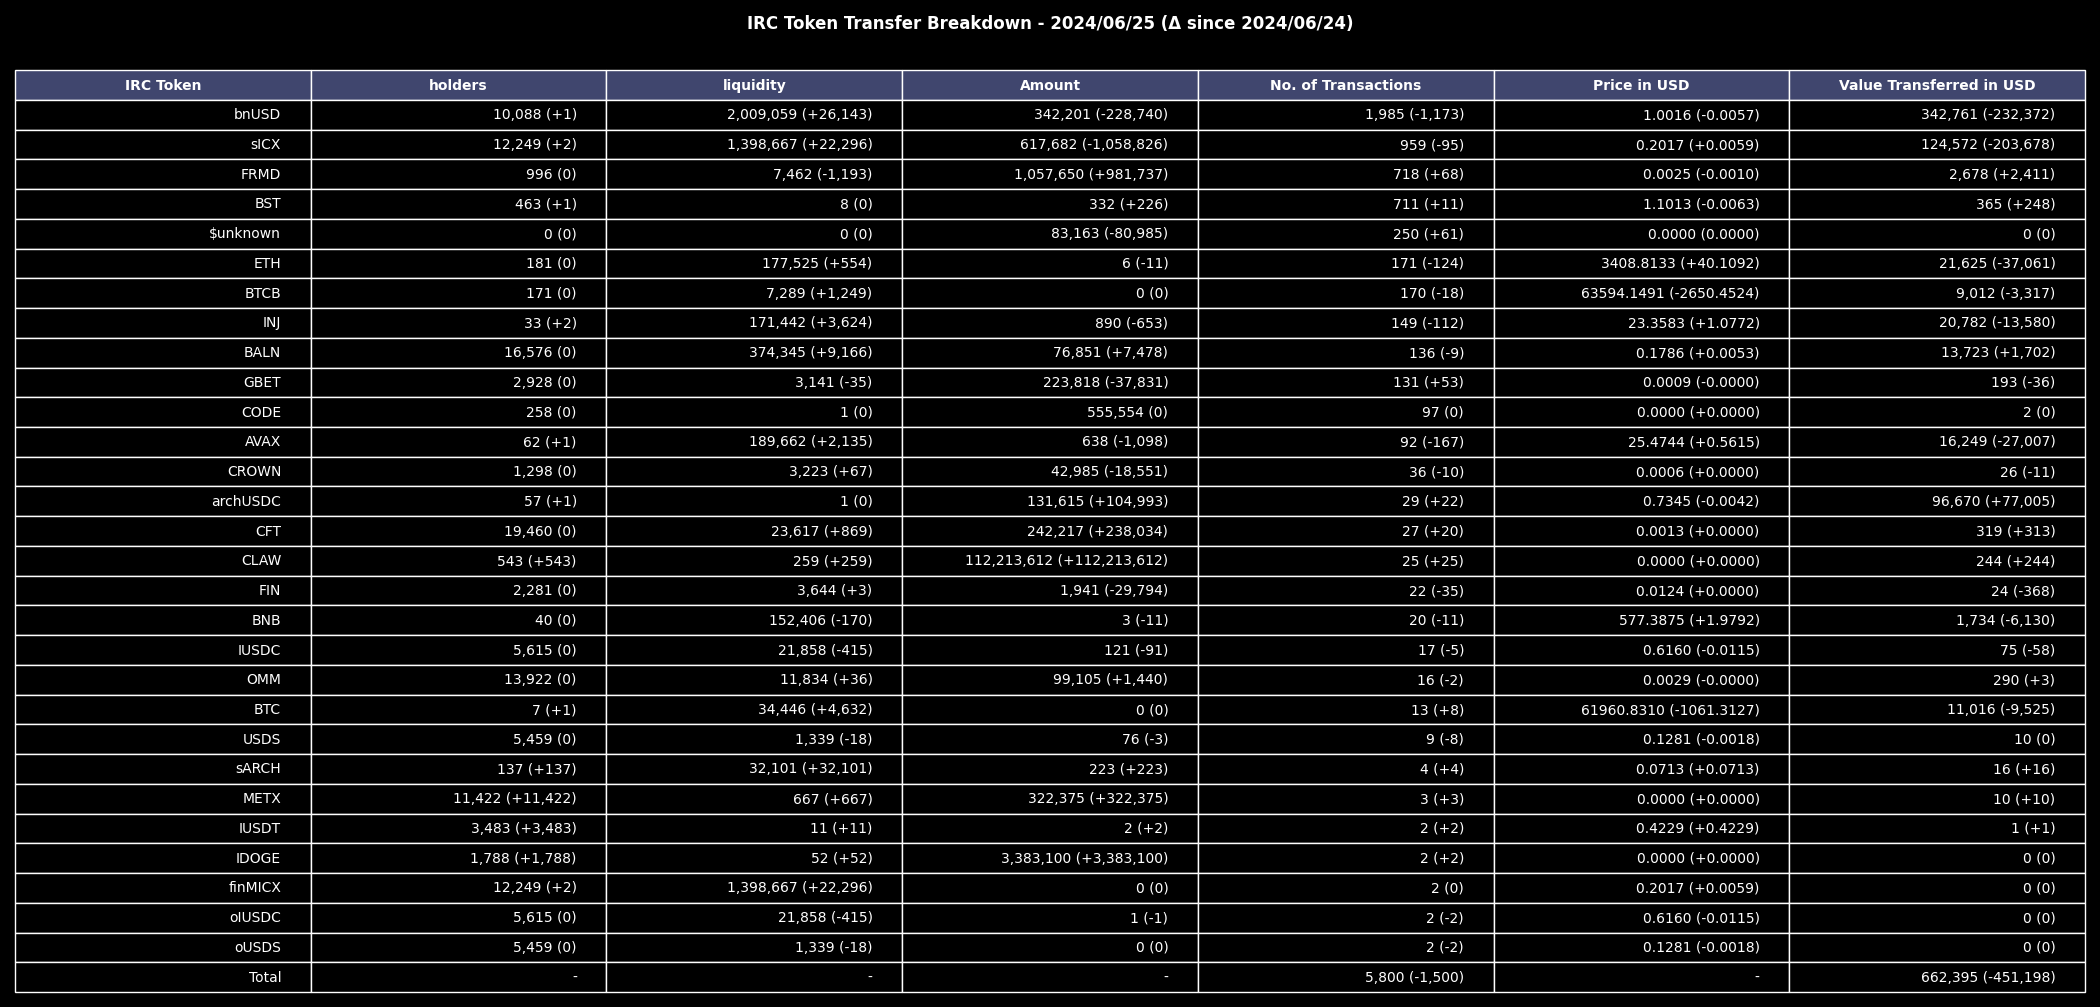 IRC Token Transfer Breakdown - 2024/06/25 (Δ since 2024/06/24)
IRC Token holders liquidity Amount No. of Transactions Price in USD Value Transferred in USD
bnUSD 10,088 (+1) 2,009,059 (+26,143) 342,201 (-228,740) 1,985 (-1,173) 1.0016 (-0.0057) 342,761 (-232,372)
sICX 12,249 (+2) 1,398,667 (+22,296) 617,682 (-1,058,826) 959 (-95) 0.2017 (+0.0059) 124,572 (-203,678)
FRMD 996 (0) 7,462 (-1,193) 1,057,650 (+981,737) 718 (+68) 0.0025 (-0.0010) 2,678 (+2,411)
BST 463 (+1) 8 (0) 332 (+226) 711 (+11) 1.1013 (-0.0063) 365 (+248)
$unknown 0 (0) 0 (0) 83,163 (-80,985) 250 (+61) 0.0000 (0.0000) 0 (0)
ETH 181 (0) 177,525 (+554) 6 (-11) 171 (-124) 3408.8133 (+40.1092) 21,625 (-37,061)
BTCB 171 (0) 7,289 (+1,249) 0 (0) 170 (-18) 63594.1491 (-2650.4524) 9,012 (-3,317)
INJ 33 (+2) 171,442 (+3,624) 890 (-653) 149 (-112) 23.3583 (+1.0772) 20,782 (-13,580)
BALN 16,576 (0) 374,345 (+9,166) 76,851 (+7,478) 136 (-9) 0.1786 (+0.0053) 13,723 (+1,702)
GBET 2,928 (0) 3,141 (-35) 223,818 (-37,831) 131 (+53) 0.0009 (-0.0000) 193 (-36)
CODE 258 (0) 1 (0) 555,554 (0) 97 (0) 0.0000 (+0.0000) 2 (0)
AVAX 62 (+1) 189,662 (+2,135) 638 (-1,098) 92 (-167) 25.4744 (+0.5615) 16,249 (-27,007)
CROWN 1,298 (0) 3,223 (+67) 42,985 (-18,551) 36 (-10) 0.0006 (+0.0000) 26 (-11)
archUSDC 57 (+1) 1 (0) 131,615 (+104,993) 29 (+22) 0.7345 (-0.0042) 96,670 (+77,005)
CFT 19,460 (0) 23,617 (+869) 242,217 (+238,034) 27 (+20) 0.0013 (+0.0000) 319 (+313)
CLAW 543 (+543) 259 (+259) 112,213,612 (+112,213,612) 25 (+25) 0.0000 (+0.0000) 244 (+244)
FIN 2,281 (0) 3,644 (+3) 1,941 (-29,794) 22 (-35) 0.0124 (+0.0000) 24 (-368)
BNB 40 (0) 152,406 (-170) 3 (-11) 20 (-11) 577.3875 (+1.9792) 1,734 (-6,130)
IUSDC 5,615 (0) 21,858 (-415) 121 (-91) 17 (-5) 0.6160 (-0.0115) 75 (-58)
OMM 13,922 (0) 11,834 (+36) 99,105 (+1,440) 16 (-2) 0.0029 (-0.0000) 290 (+3)
BTC 7 (+1) 34,446 (+4,632) 0 (0) 13 (+8) 61960.8310 (-1061.3127) 11,016 (-9,525)
USDS 5,459 (0) 1,339 (-18) 76 (-3) 9 (-8) 0.1281 (-0.0018) 10 (0)
sARCH 137 (+137) 32,101 (+32,101) 223 (+223) 4 (+4) 0.0713 (+0.0713) 16 (+16)
METX 11,422 (+11,422) 667 (+667) 322,375 (+322,375) 3 (+3) 0.0000 (+0.0000) 10 (+10)
IUSDT 3,483 (+3,483) 11 (+11) 2 (+2) 2 (+2) 0.4229 (+0.4229) 1 (+1)
IDOGE 1,788 (+1,788) 52 (+52) 3,383,100 (+3,383,100) 2 (+2) 0.0000 (+0.0000) 0 (0)
finMICX 12,249 (+2) 1,398,667 (+22,296) 0 (0) 2 (0) 0.2017 (+0.0059) 0 (0)
oIUSDC 5,615 (0) 21,858 (-415) 1 (-1) 2 (-2) 0.6160 (-0.0115) 0 (0)
oUSDS 5,459 (0) 1,339 (-18) 0 (0) 2 (-2) 0.1281 (-0.0018) 0 (0)
Total - - - 5,800 (-1,500) - 662,395 (-451,198)